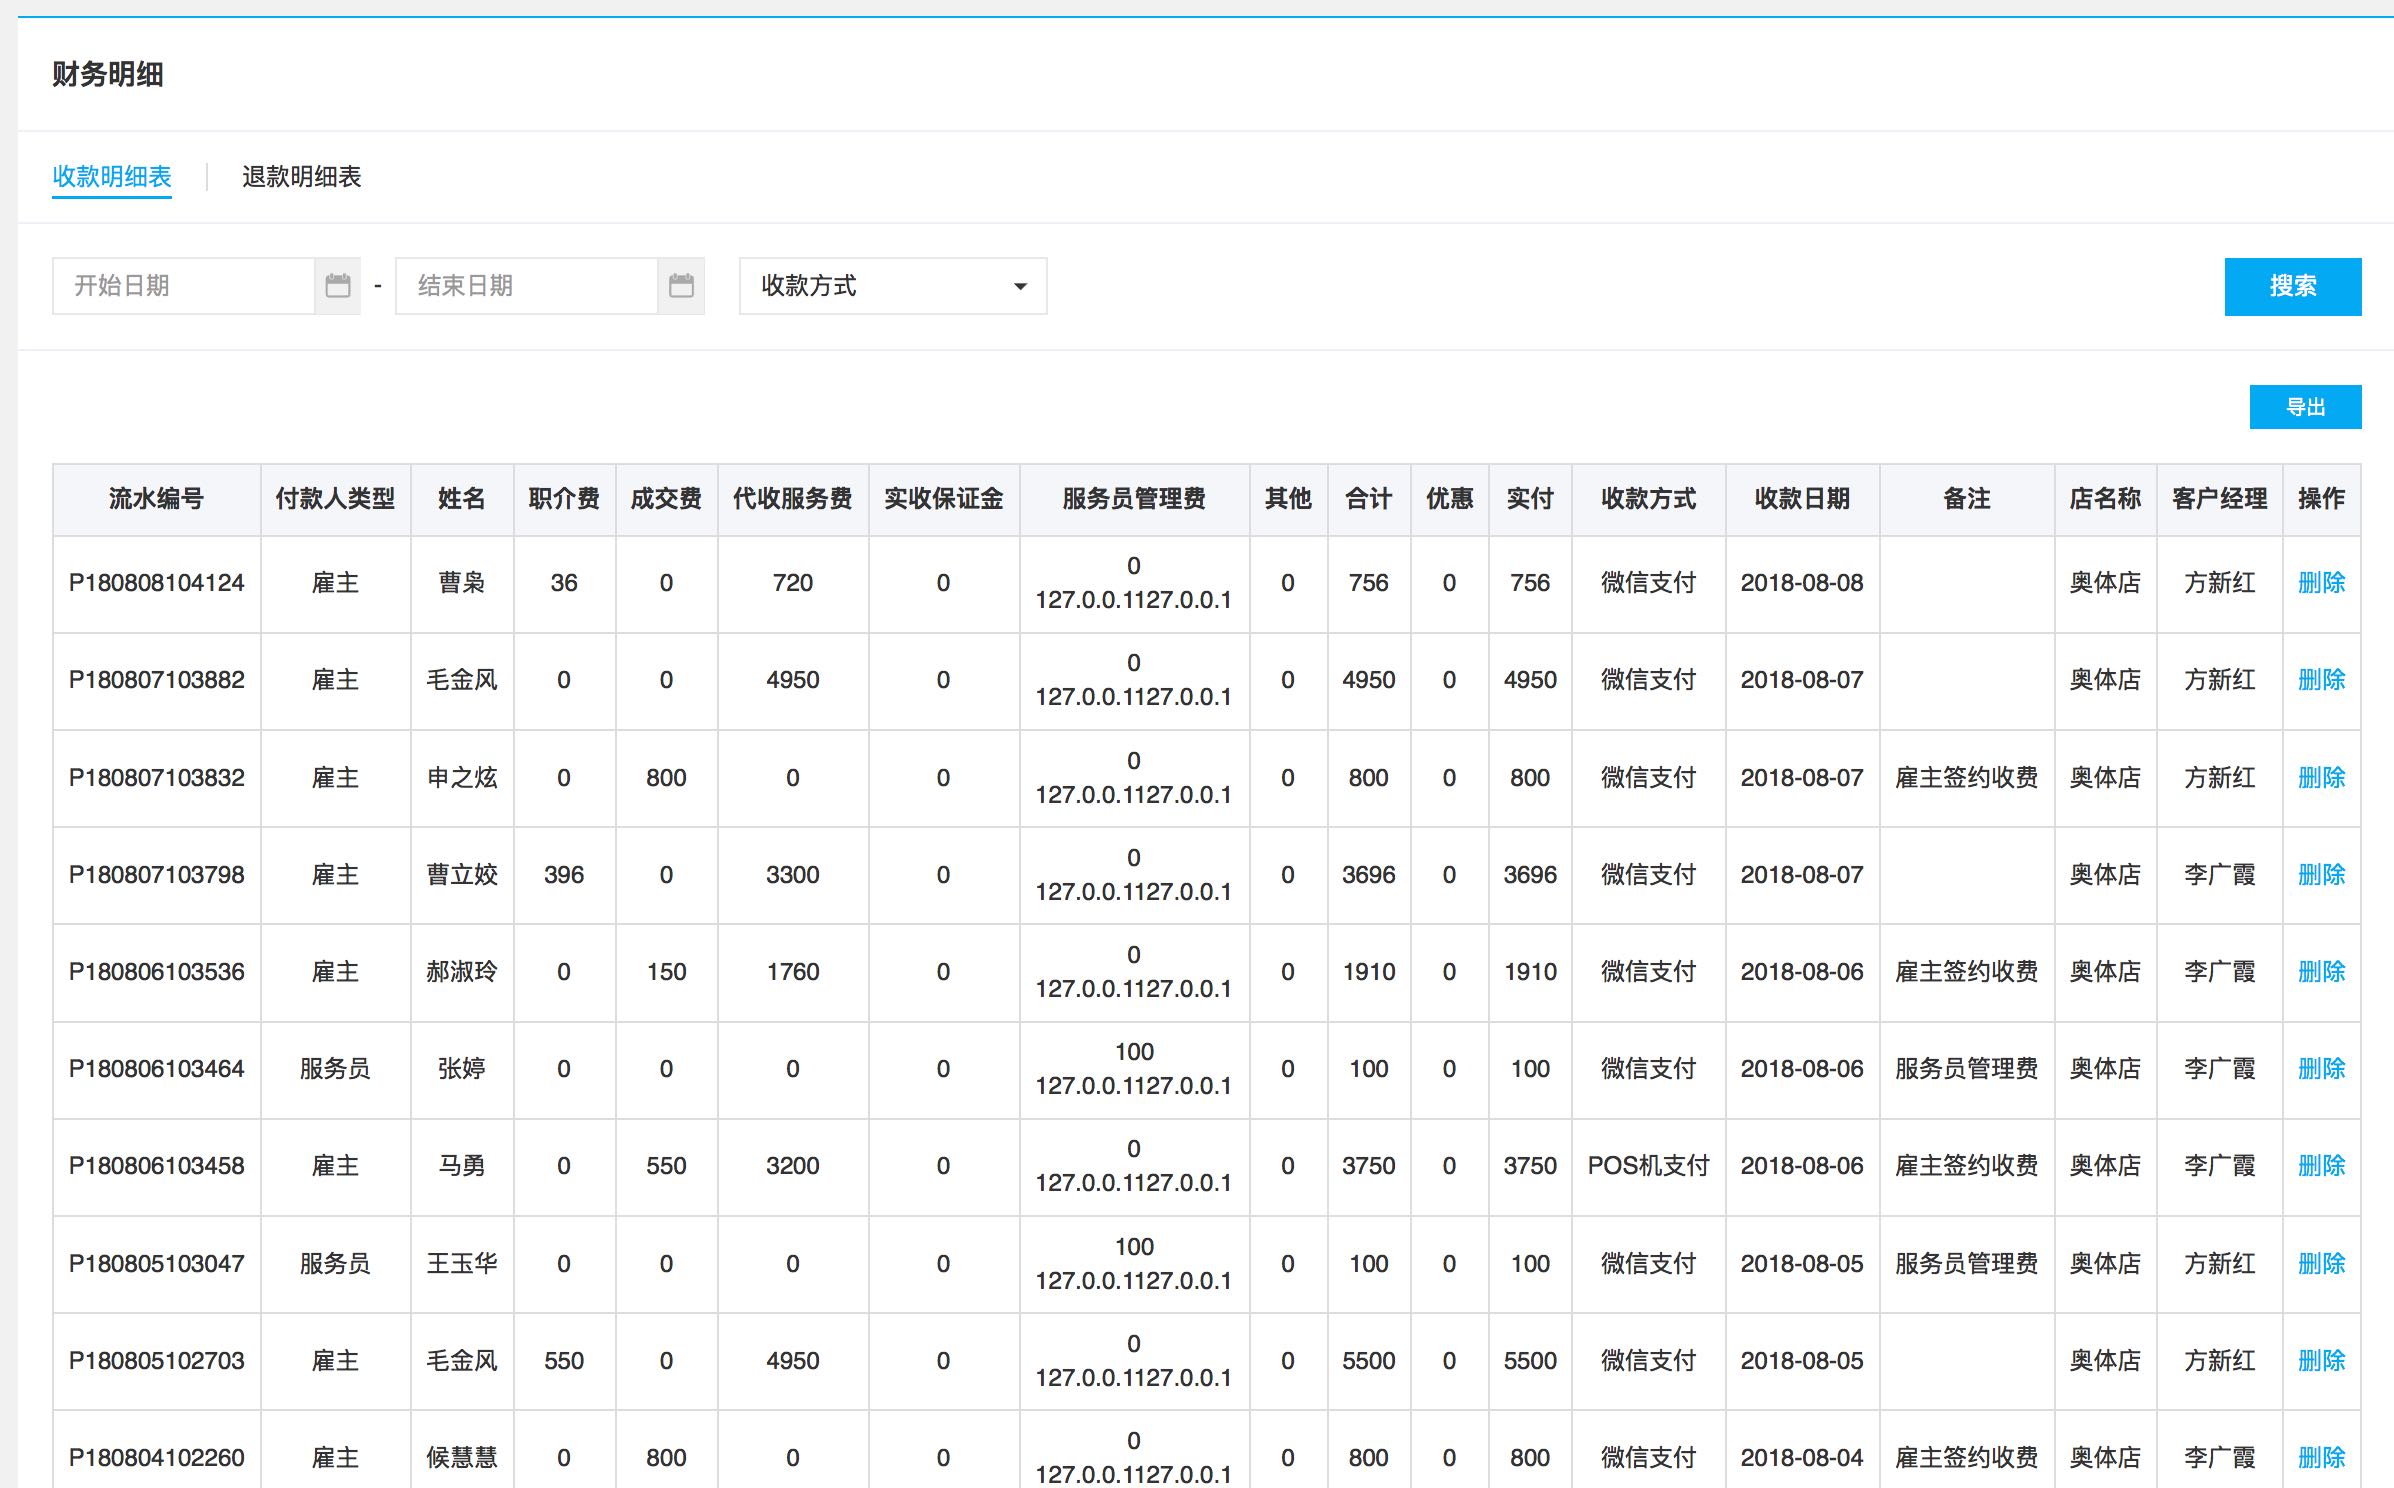 财务明细
收款明细表 退款明细表
开始日期 - 结束日期 收款方式 搜索
导出
流水编号 付款人类型 姓名 职介费 成交费 代收服务费 实收保证金 服务员管理费 其他 合计 优惠 实付 收款方式 收款日期 备注 店名称 客户经理 操作
P180808104124 雇主 曹枭 36 0 720 0 0 127.0.0.1127.0.0.1 0 756 0 756 微信支付 2018-08-08 奥体店 方新红 删除
P180807103882 雇主 毛金风 0 0 4950 0 0 127.0.0.1127.0.0.1 0 4950 0 4950 微信支付 2018-08-07 奥体店 方新红 删除
P180807103832 雇主 申之炫 0 800 0 0 0 127.0.0.1127.0.0.1 0 800 0 800 微信支付 2018-08-07 雇主签约收费 奥体店 方新红 删除
P180807103798 雇主 曹立姣 396 0 3300 0 0 127.0.0.1127.0.0.1 0 3696 0 3696 微信支付 2018-08-07 奥体店 李广霞 删除
P180806103536 雇主 郝淑玲 0 150 1760 0 0 127.0.0.1127.0.0.1 0 1910 0 1910 微信支付 2018-08-06 雇主签约收费 奥体店 李广霞 删除
P180806103464 服务员 张婷 0 0 0 0 100 127.0.0.1127.0.0.1 0 100 0 100 微信支付 2018-08-06 服务员管理费 奥体店 李广霞 删除
P180806103458 雇主 马勇 0 550 3200 0 0 127.0.0.1127.0.0.1 0 3750 0 3750 POS机支付 2018-08-06 雇主签约收费 奥体店 李广霞 删除
P180805103047 服务员 王玉华 0 0 0 0 100 127.0.0.1127.0.0.1 0 100 0 100 微信支付 2018-08-05 服务员管理费 奥体店 方新红 删除
P180805102703 雇主 毛金风 550 0 4950 0 0 127.0.0.1127.0.0.1 0 5500 0 5500 微信支付 2018-08-05 奥体店 方新红 删除
P180804102260 雇主 候慧慧 0 800 0 0 0 127.0.0.1127.0.0.1 0 800 0 800 微信支付 2018-08-04 雇主签约收费 奥体店 李广霞 删除